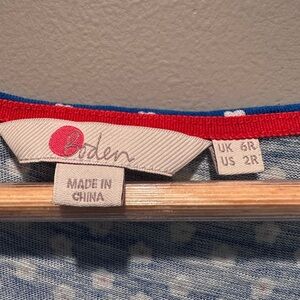 Boden
MADE IN
CHINA
UK 6R
US 2R